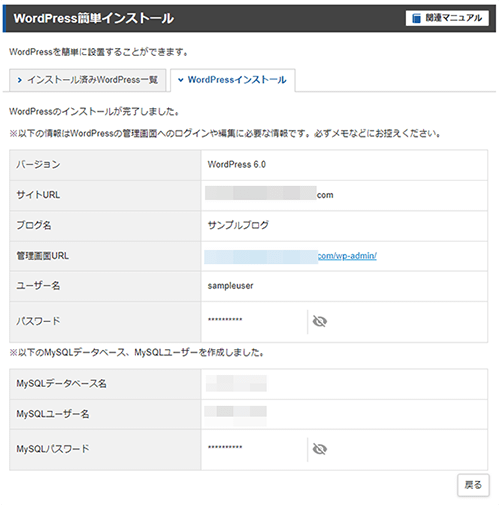 WordPress簡単インストール
関連マニュアル
WordPressを簡単に設置することができます。
インストール済みWordPress一覧
WordPressインストール
WordPressのインストールが完了しました。
※以下の情報はWordPressの管理画面へのログインや編集に必要な情報です。必ずメモなどにお控えください。
バージョン WordPress 6.0
サイトURL com
ブログ名 サンプルブログ
管理画面URL com/wp-admin/
ユーザー名 sampleuser
パスワード **********
※以下のMySQLデータベース、MySQLユーザーを作成しました。
MySQLデータベース名
MySQLユーザー名
MySQLパスワード **********
戻る